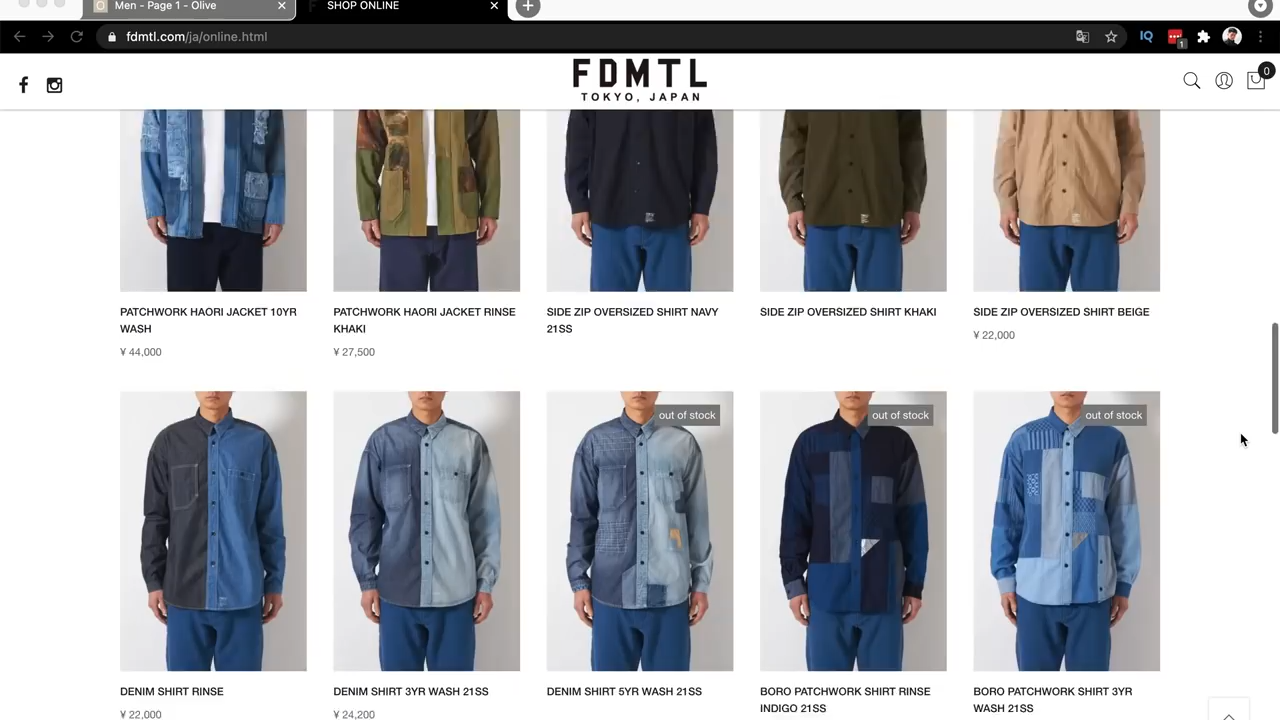 Men - Page 1 - Olive
SHOP ONLINE
fdmtl.com/ja/online.html
IQ
1
FDMTL
TOKYO, JAPAN
0
PATCHWORK HAORI JACKET 10YR
WASH
¥ 44,000
PATCHWORK HAORI JACKET RINSE
KHAKI
¥ 27,500
SIDE ZIP OVERSIZED SHIRT NAVY
21SS
SIDE ZIP OVERSIZED SHIRT KHAKI
SIDE ZIP OVERSIZED SHIRT BEIGE
¥ 22,000
out of stock
out of stock
out of stock
DENIM SHIRT RINSE
¥ 22,000
DENIM SHIRT 3YR WASH 21SS
¥ 24,200
DENIM SHIRT 5YR WASH 21SS
BORO PATCHWORK SHIRT RINSE
INDIGO 21SS
BORO PATCHWORK SHIRT 3YR
WASH 21SS